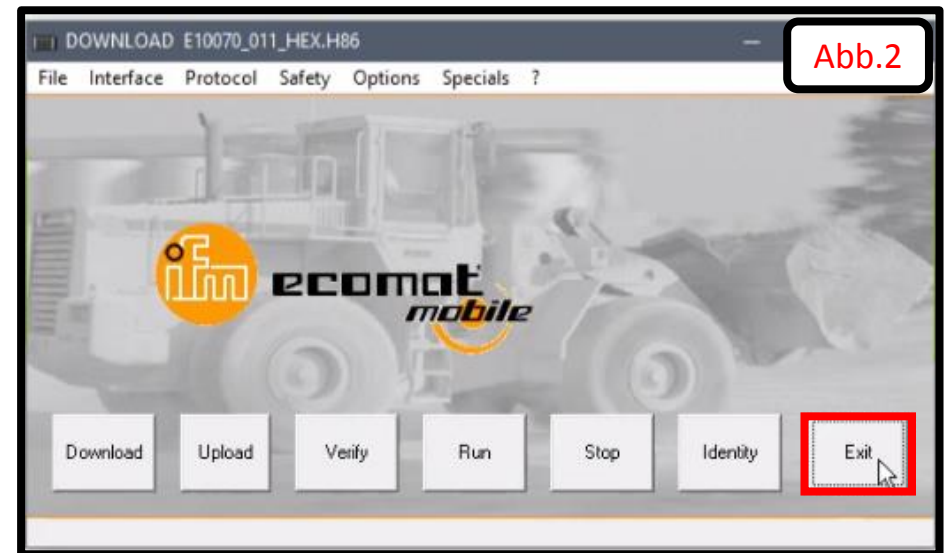 DOWNLOAD E10070_011_HEX.H86
Abb.2
File Interface Protocol Safety Options Specials ?
ifm ecomat
mobile
Download Upload Verify Run Stop Identity Exit